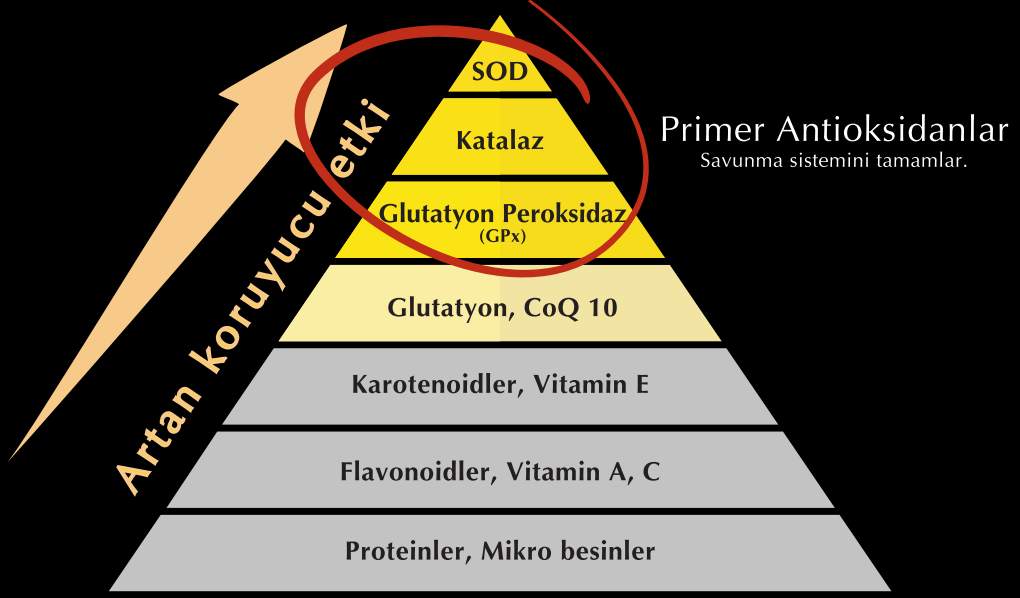 SOD
Katalaz
Glutatyon Peroksidaz
(GPx)
Glutatyon, CoQ 10
Karotenoidler, Vitamin E
Flavonoidler, Vitamin A, C
Proteinler, Mikro besinler
Artan koruyucu etki
Primer Antioksidanlar
Savunma sistemini tamamlar.